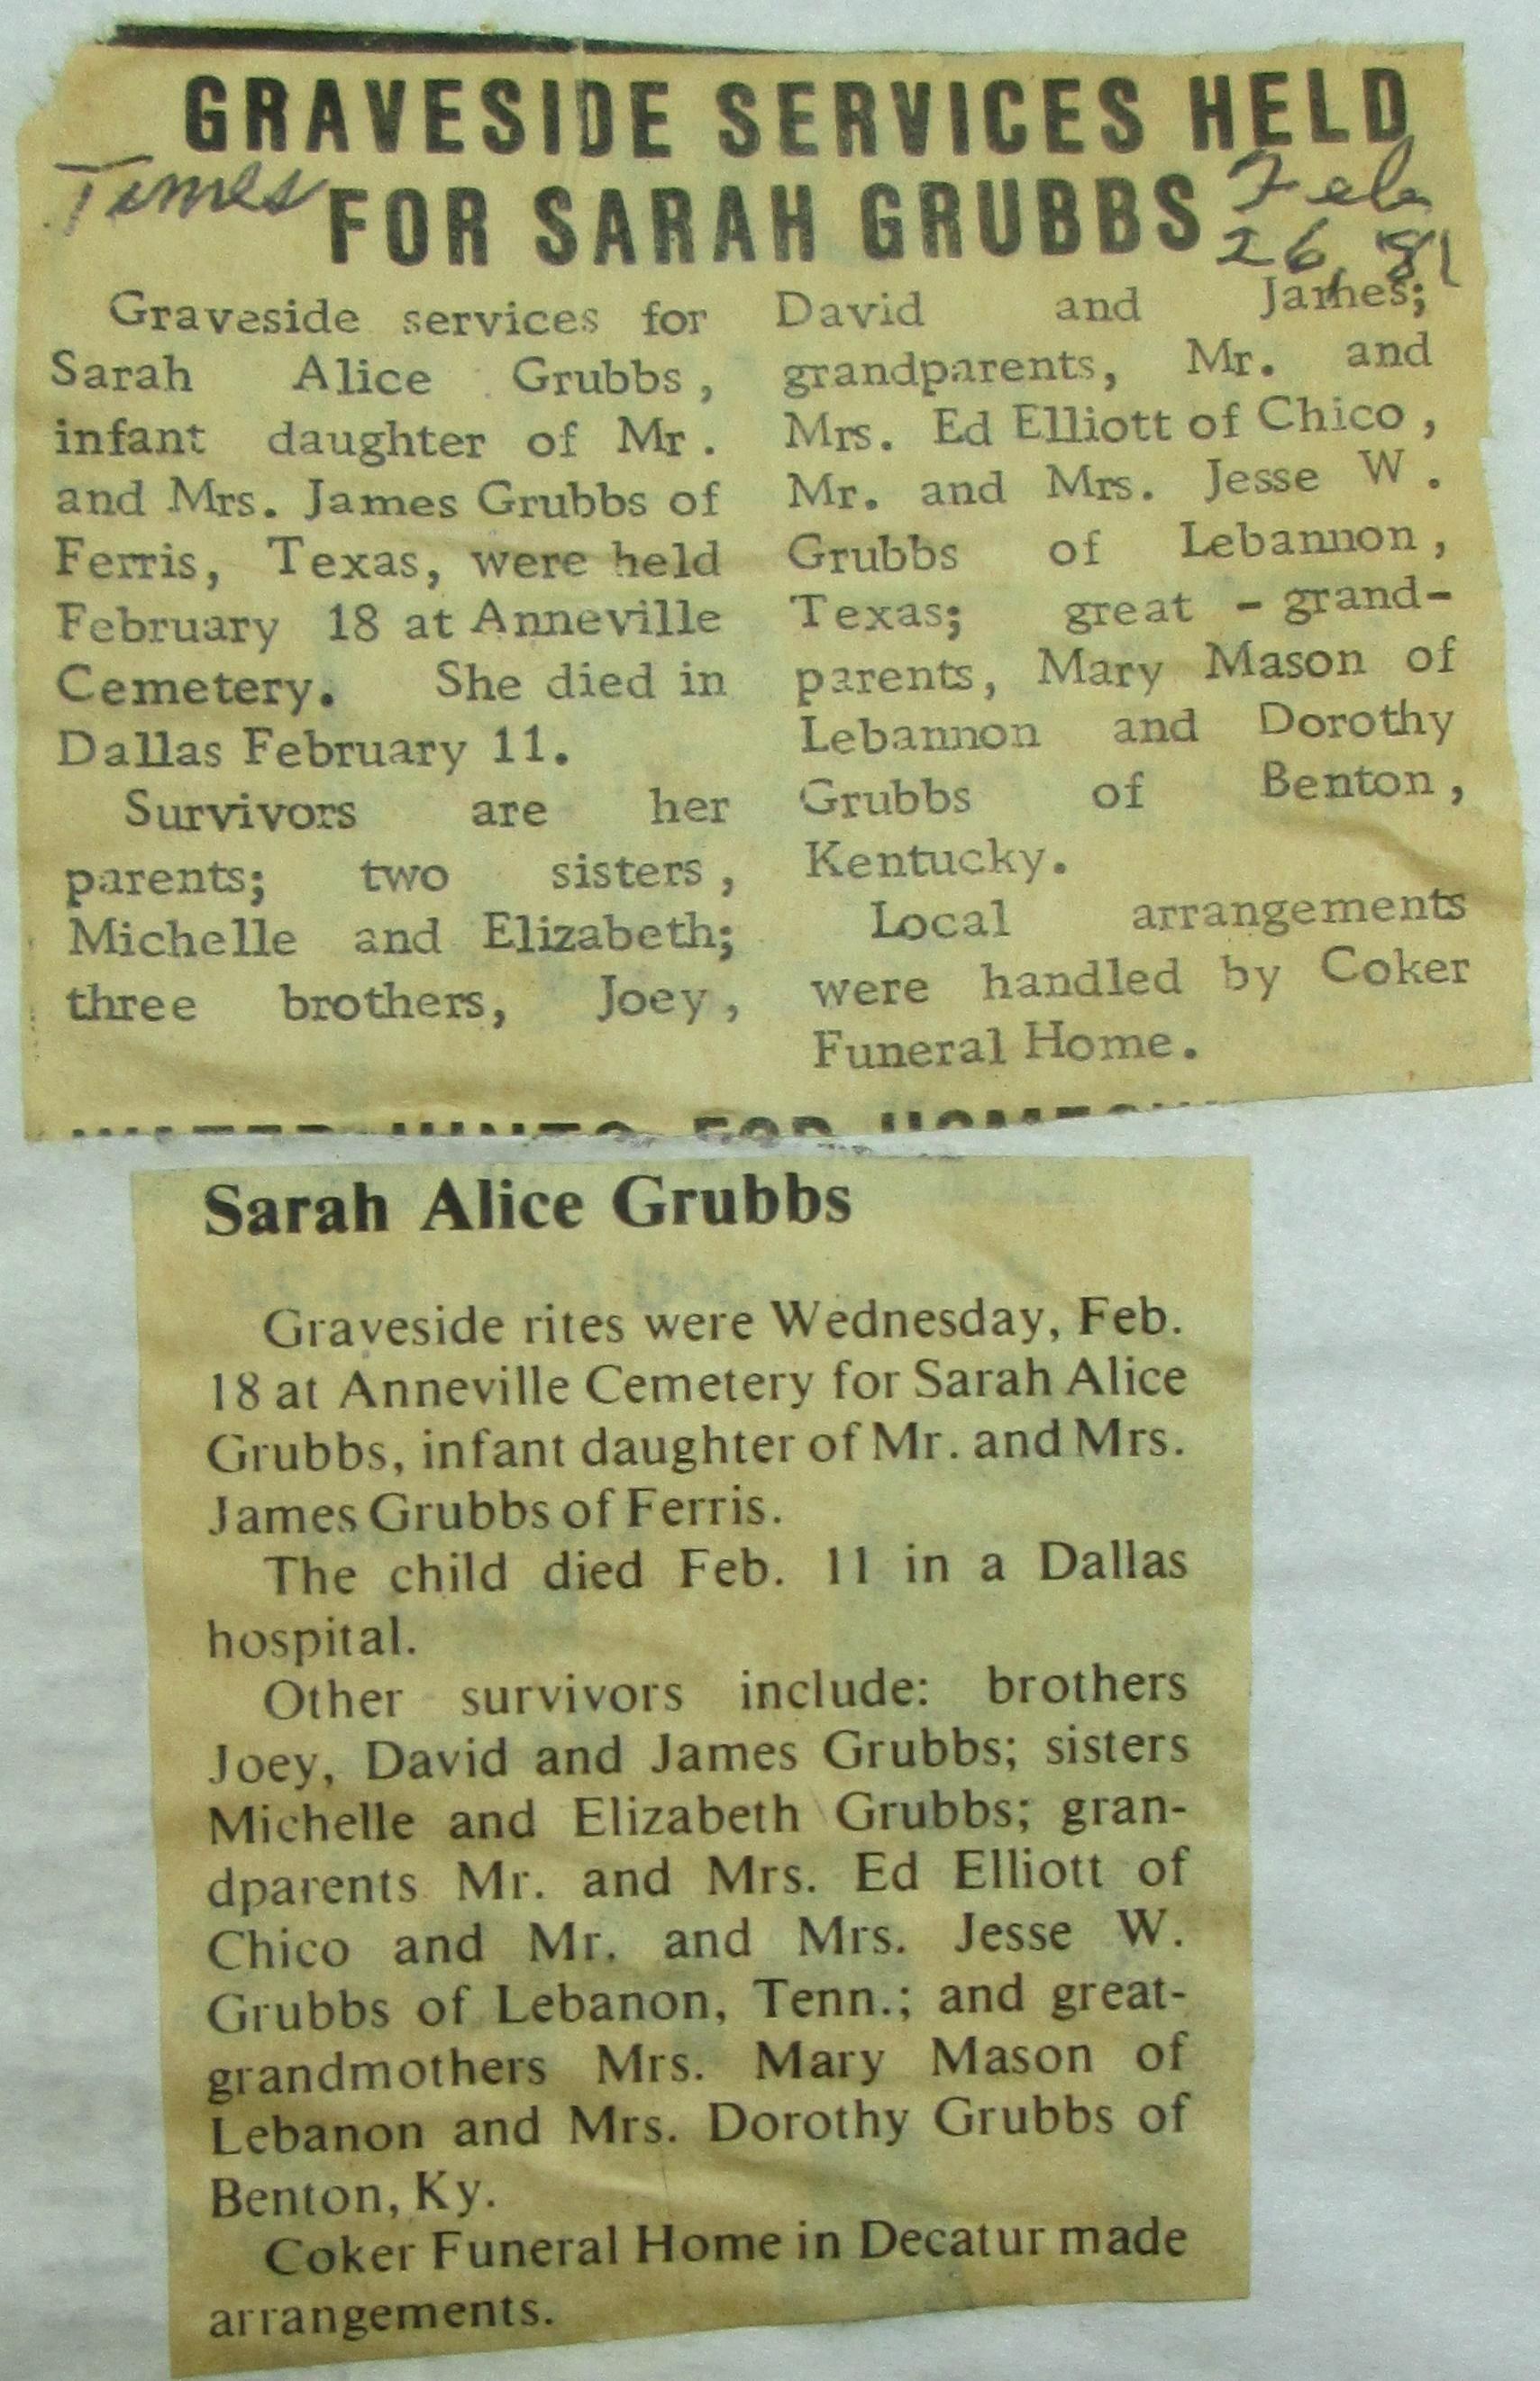 GRAVESIDE SERVICES HELD
FOR SARAH GRUBBS
Times
Feb
26, 81
Graveside services for
Sarah Alice Grubbs,
infant daughter of Mr.
and Mrs. James Grubbs of
Ferris, Texas, were held
February 18 at Anneville
Cemetery. She died in
Dallas February 11.
Survivors are her
parents; two sisters,
Michelle and Elizabeth;
three brothers, Joey,
David and James;
grandparents, Mr. and
Mrs. Ed Elliott of Chico,
Mr. and Mrs. Jesse W.
Grubbs of Lebannon,
Texas; great - grand-
parents, Mary Mason of
Lebannon and Dorothy
Grubbs of Benton,
Kentucky.
Local arrangements
were handled by Coker
Funeral Home.
Sarah Alice Grubbs
Graveside rites were Wednesday, Feb.
18 at Anneville Cemetery for Sarah Alice
Grubbs, infant daughter of Mr. and Mrs.
James Grubbs of Ferris.
The child died Feb. 11 in a Dallas
hospital.
Other survivors include: brothers
Joey, David and James Grubbs; sisters
Michelle and Elizabeth Grubbs; gran-
dparents Mr. and Mrs. Ed Elliott of
Chico and Mr. and Mrs. Jesse W.
Grubbs of Lebanon, Tenn.; and great-
grandmothers Mrs. Mary Mason of
Lebanon and Mrs. Dorothy Grubbs of
Benton, Ky.
Coker Funeral Home in Decatur made
arrangements.